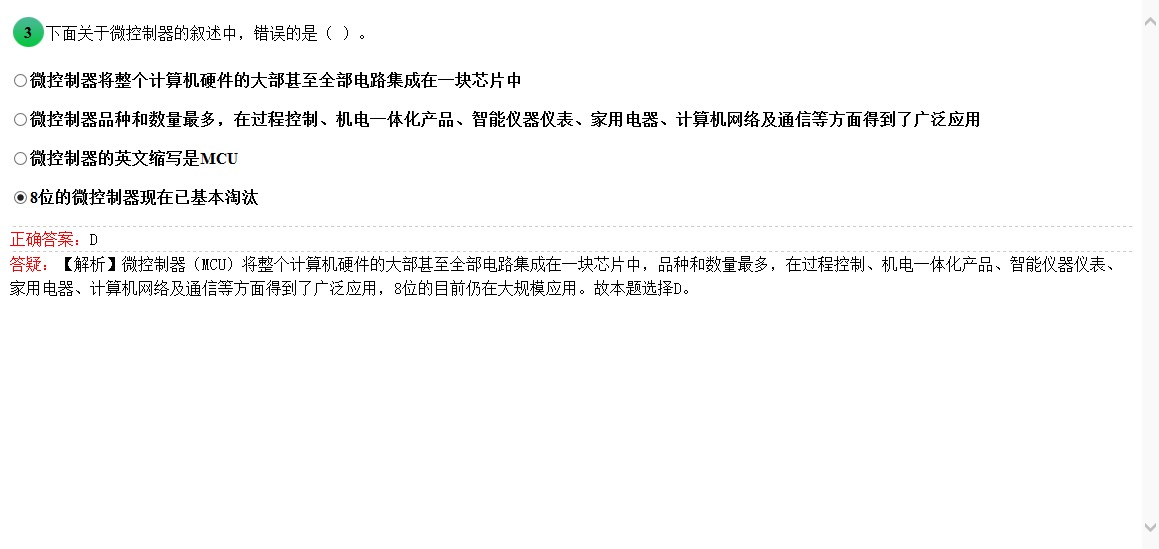 3 下面关于微控制器的叙述中，错误的是（ ）。
微控制器将整个计算机硬件的大部甚至全部电路集成在一块芯片中
微控制器品种和数量最多，在过程控制、机电一体化产品、智能仪器仪表、家用电器、计算机网络及通信等方面得到了广泛应用
微控制器的英文缩写是MCU
8位的微控制器现在已基本淘汰
正确答案：D
答疑：【解析】微控制器（MCU）将整个计算机硬件的大部甚至全部电路集成在一块芯片中，品种和数量最多，在过程控制、机电一体化产品、智能仪器仪表、
家用电器、计算机网络及通信等方面得到了广泛应用，8位的目前仍在大规模应用。故本题选择D。